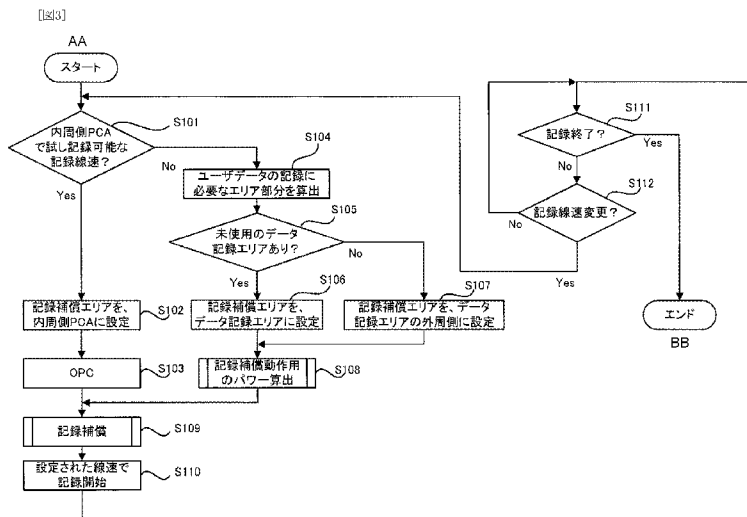 [図3]
AA
スタート
内周側PCA
で試し記録可能な
記録線速？
S101
No
Yes
S104
ユーザデータの記録に
必要なエリア部分を算出
S105
未使用のデータ
記録エリアあり？
No
Yes
S102
記録補償エリアを、
内周側PCAに設定
S106
記録補償エリアを、
データ記録エリアに設定
S107
記録補償エリアを、データ
記録エリアの外周側に設定
OPC
S103
記録補償動作用
のパワー算出
S108
記録補償
S109
設定された線速で
記録開始
S110
S111
記録終了？
Yes
No
S112
記録線速変更？
No
Yes
エンド
BB